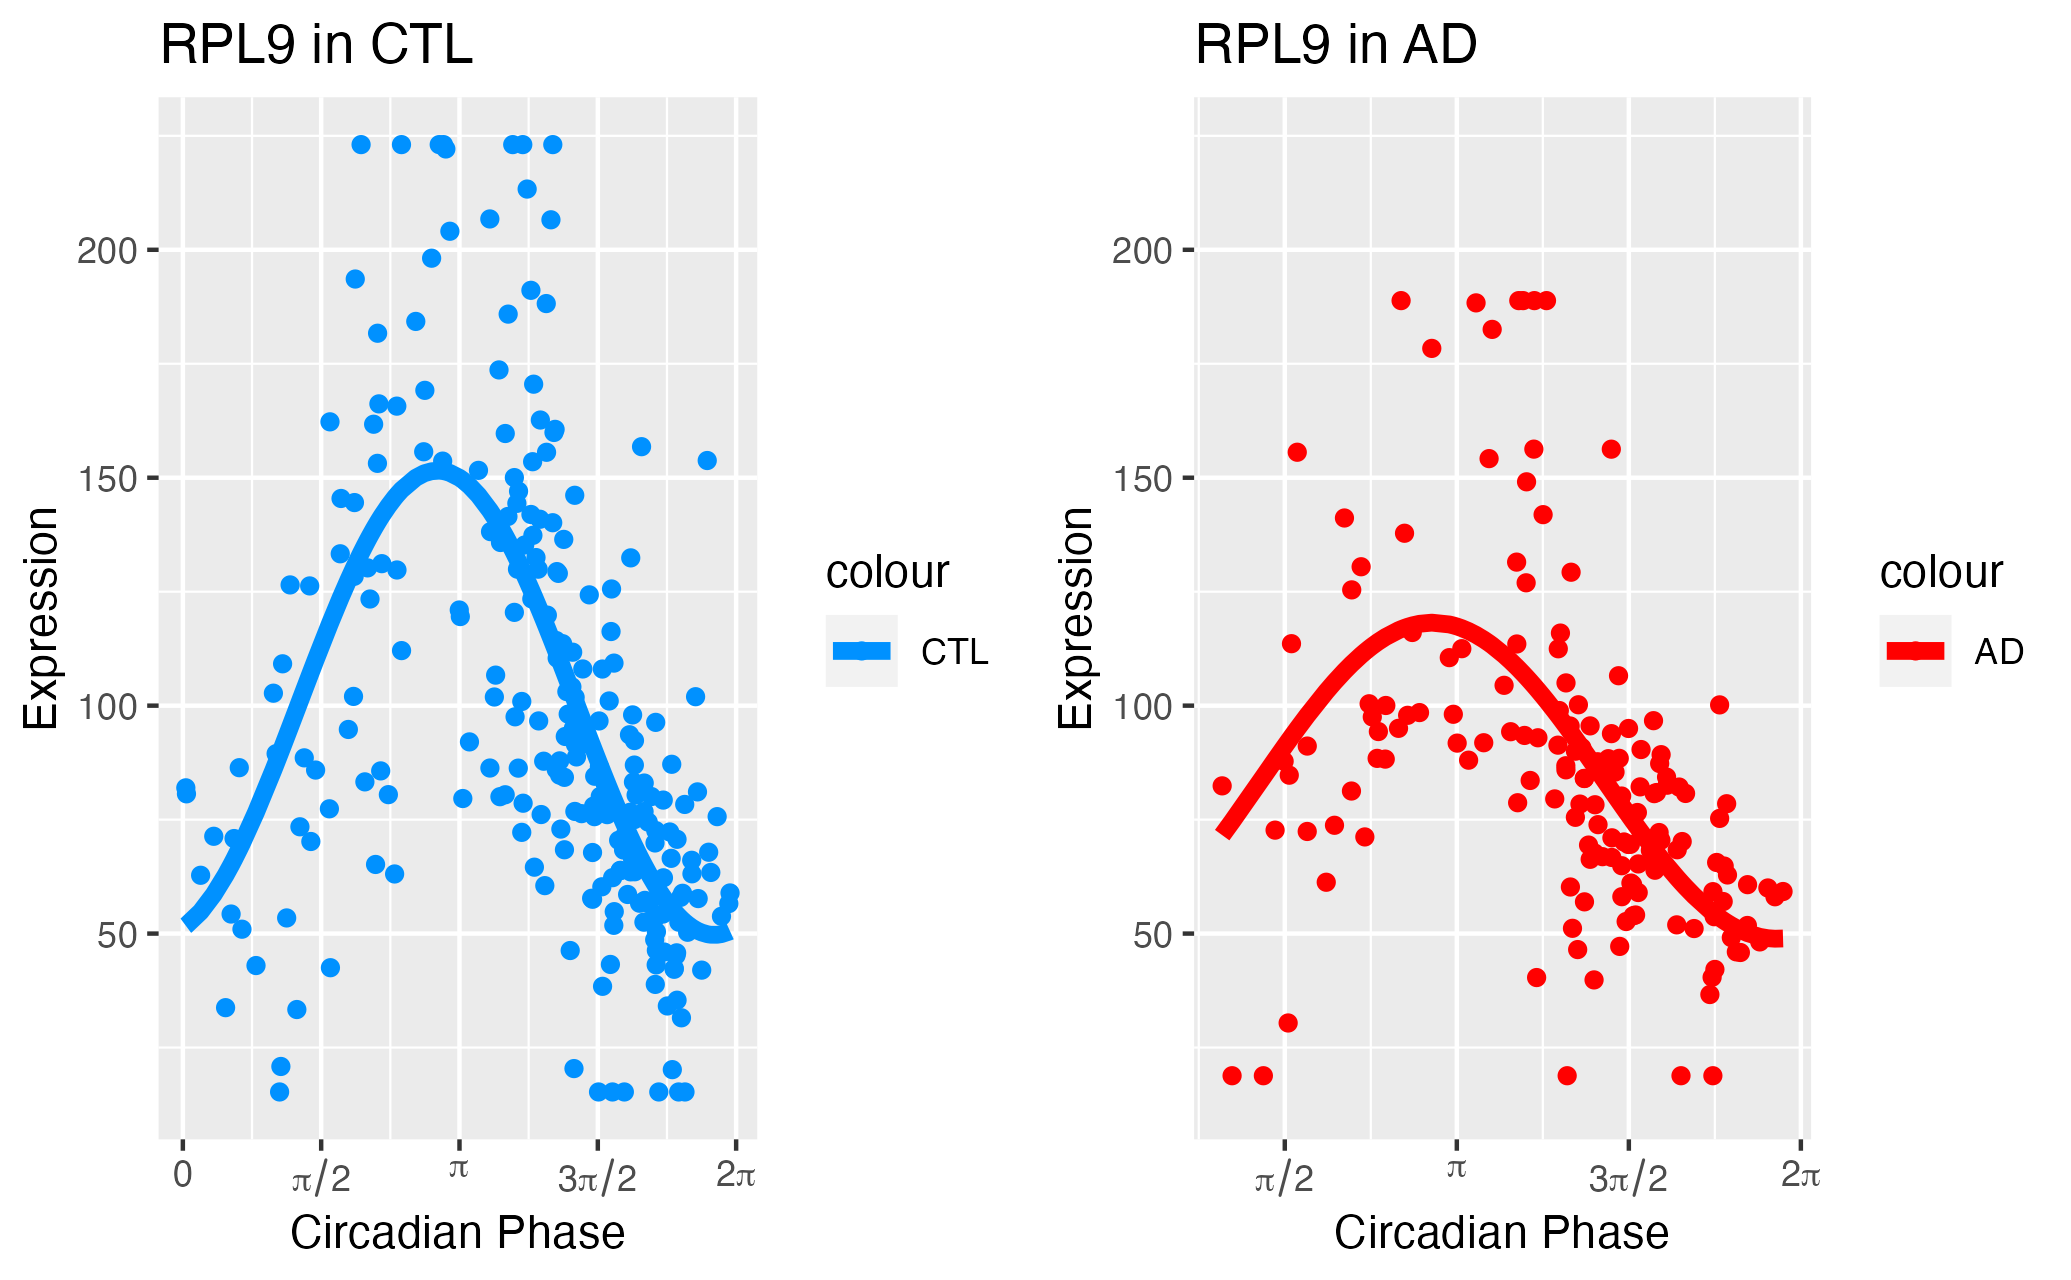 RPL9 in CTL
Expression
200
150
100
50
0
π/2
π
3π/2
2π
Circadian Phase
colour
CTL
RPL9 in AD
Expression
200
150
100
50
π/2
π
3π/2
2π
Circadian Phase
colour
AD